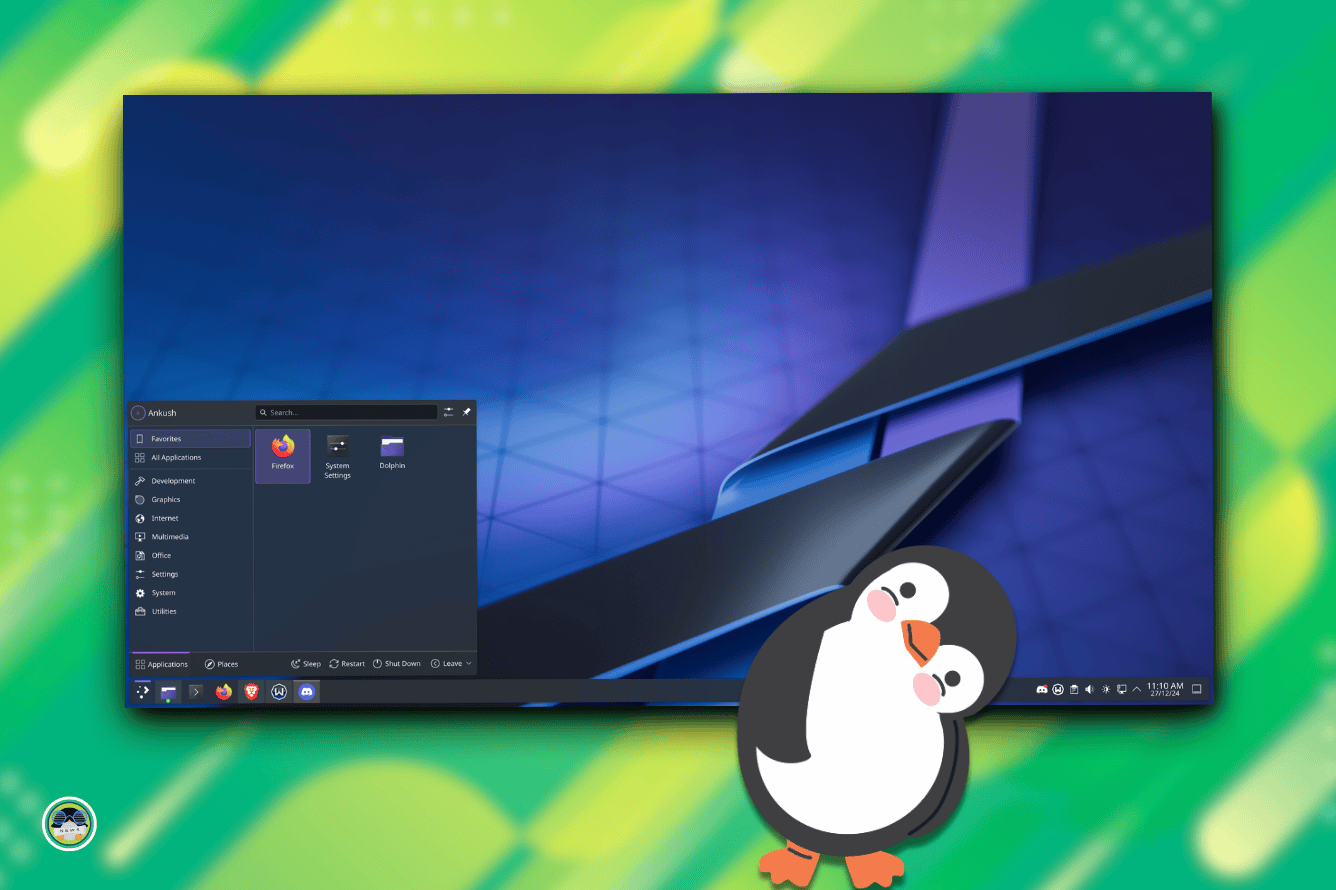 Ankush
Search...
Favorites
All Applications
Development
Graphics
Internet
Multimedia
Office
Settings
System
Utilities
Firefox
System
Settings
Dolphin
Applications
Places
Sleep
Restart
Shut Down
Leave
11:10 AM
27/12/24
NEWS